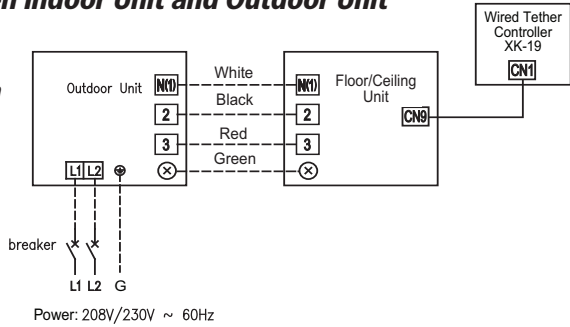 n Indoor Unit and Outdoor Unit
Wired Tether
Controller
XK-19
CN1
Outdoor Unit
N(1)
White
N(1)
Floor/Ceiling
Unit
2
Black
2
CN9
3
Red
3
Green
L1 L2
breaker
L1 L2 G
Power: 208V/230V ~ 60Hz